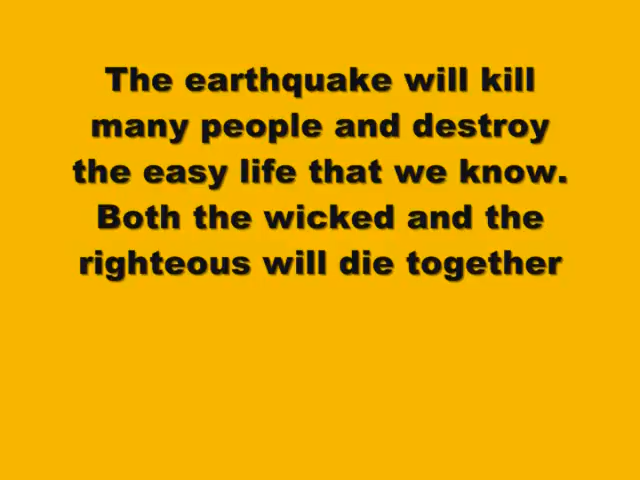 The earthquake will kill
many people and destroy
the easy life that we know.
Both the wicked and the
righteous will die together